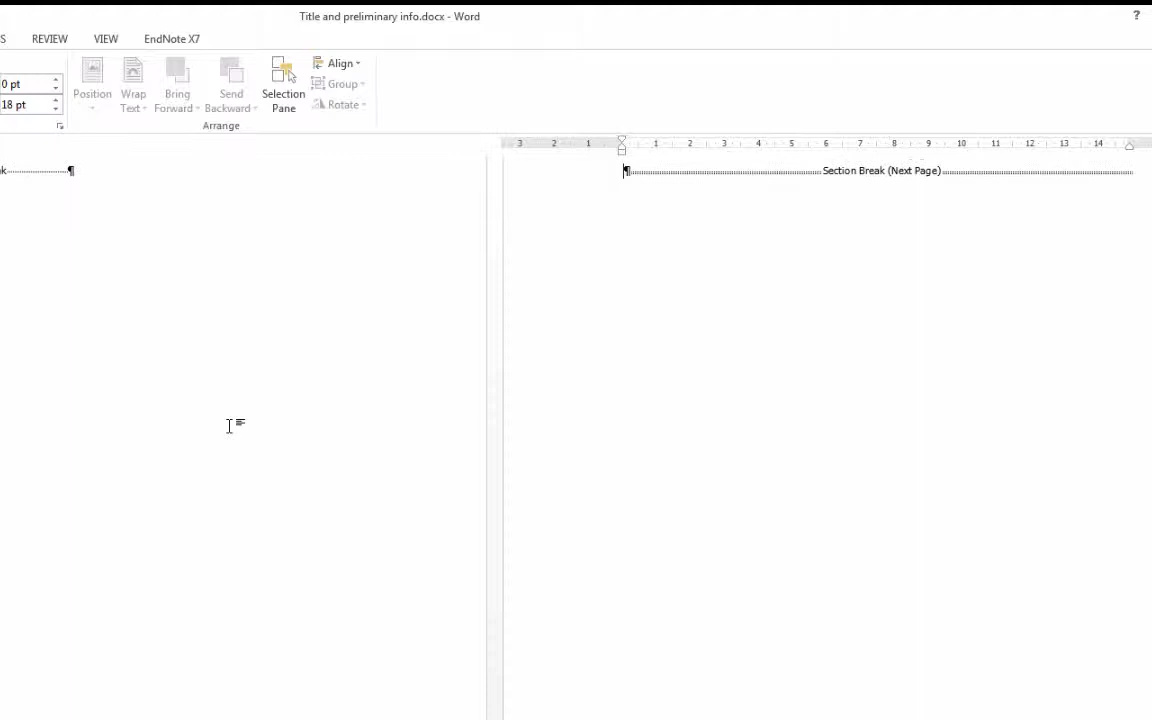 Title and preliminary info.docx - Word
?
S REVIEW VIEW EndNote X7
0 pt
18 pt
Position
Wrap Text
Bring Forward
Send Backward
Selection Pane
Align
Group
Rotate
Arrange
3 2 1 1 2 3 4 5 6 7 8 9 10 11 12 13 14
k ¶
¶ Section Break (Next Page)